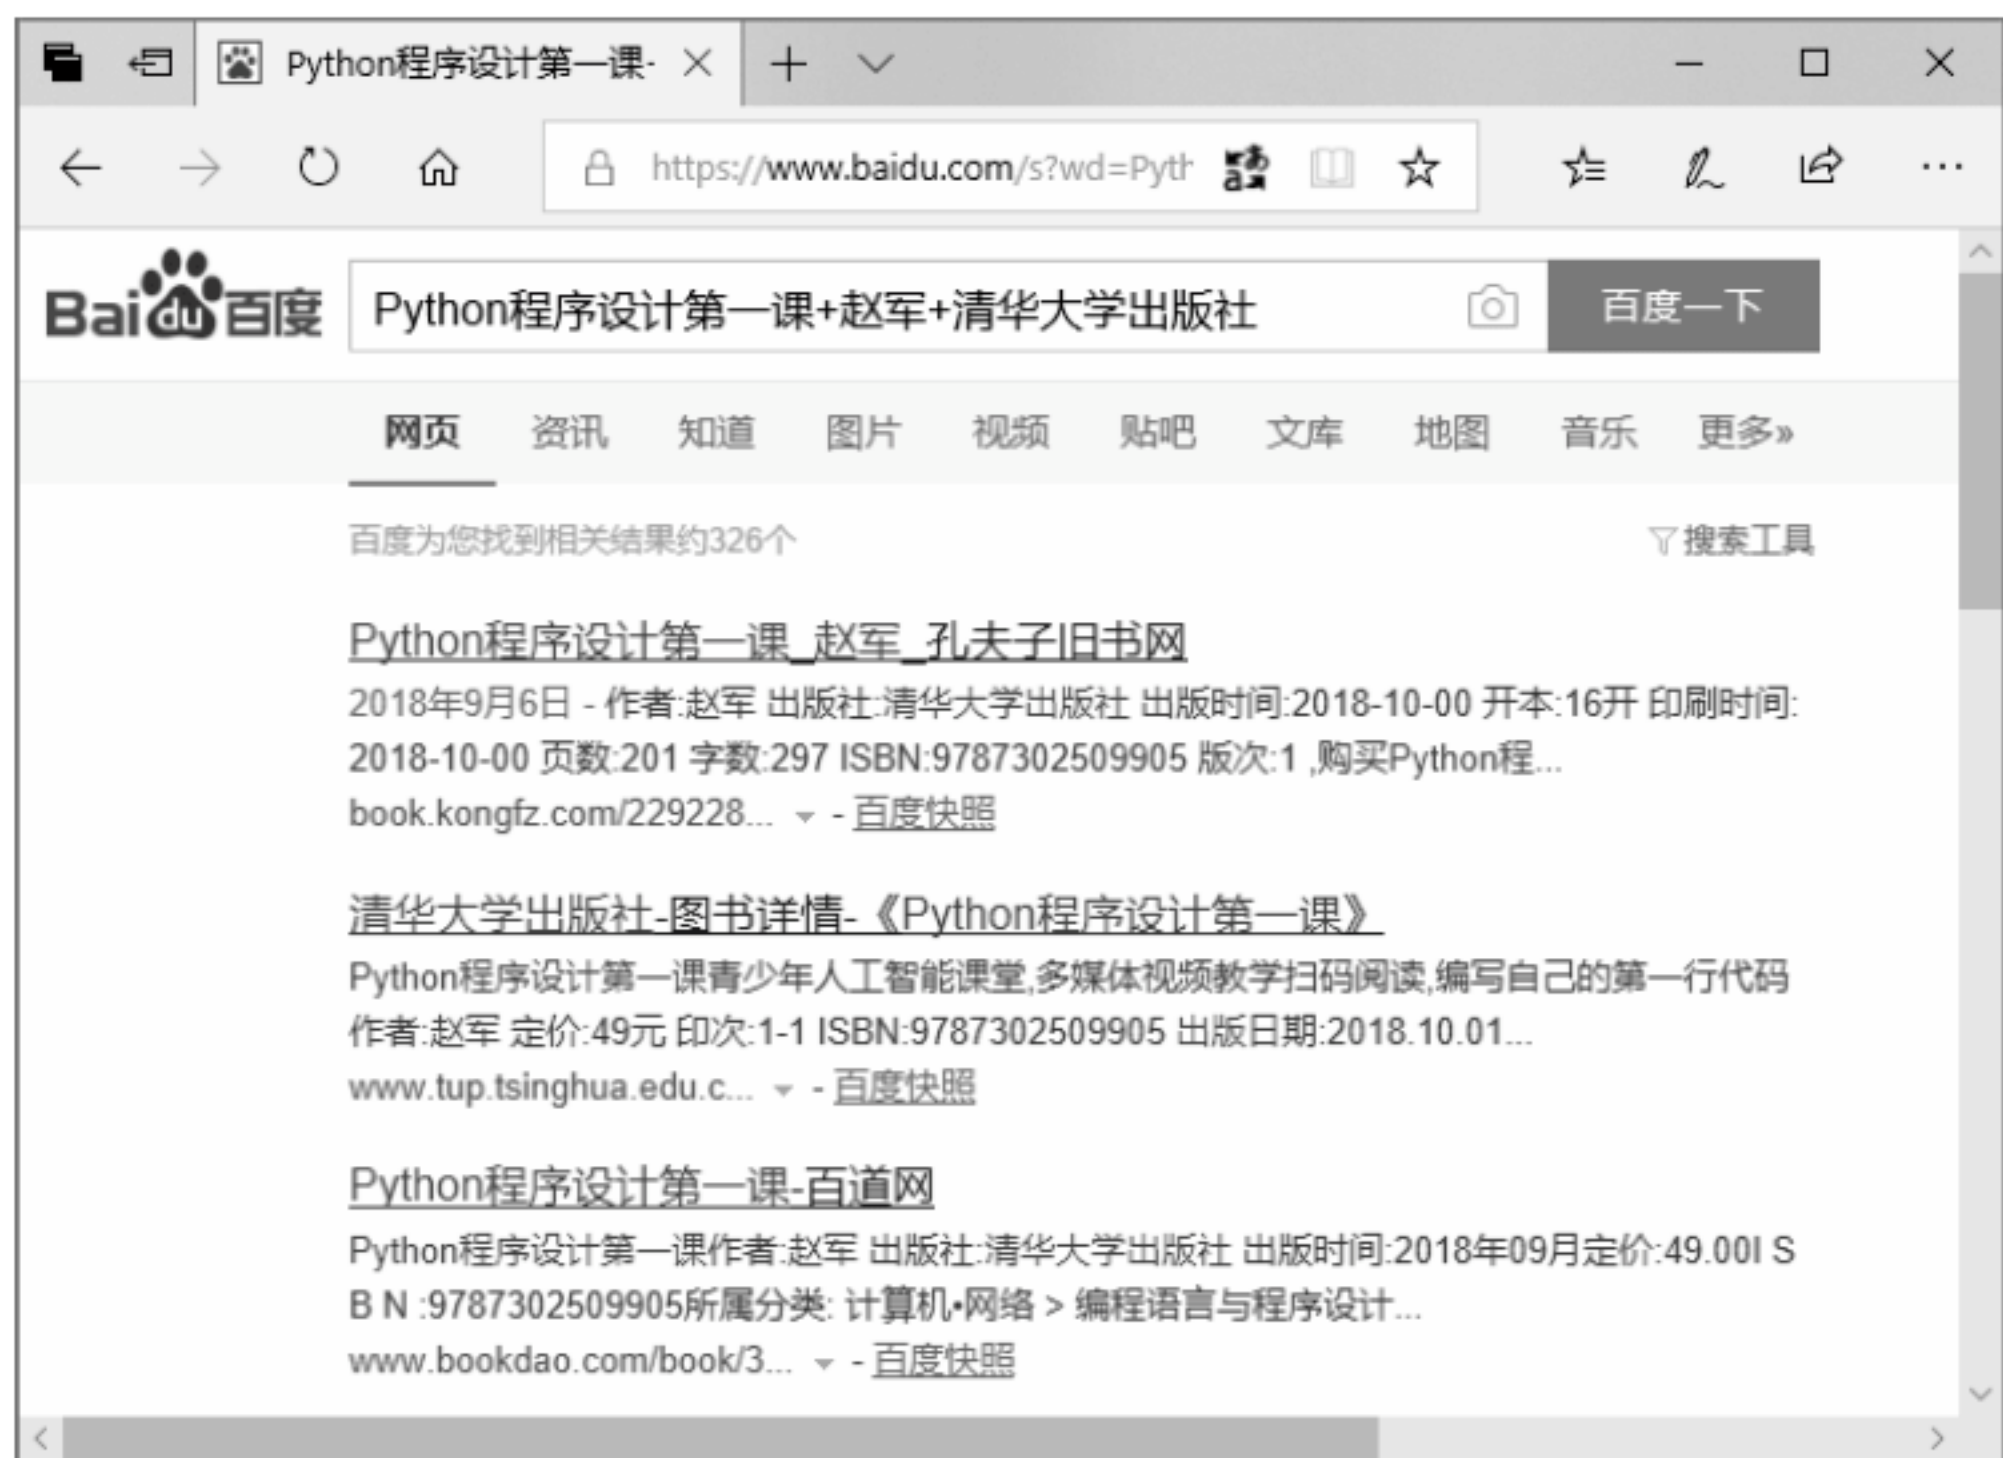 Python程序设计第一课-
https://www.baidu.com/s?wd=Pyth
Bai du 百度
Python程序设计第一课+赵军+清华大学出版社
百度一下
网页 资讯 知道 图片 视频 贴吧 文库 地图 音乐 更多»
百度为您找到相关结果约326个
搜索工具
Python程序设计第一课_赵军_孔夫子旧书网
2018年9月6日 - 作者:赵军 出版社:清华大学出版社 出版时间:2018-10-00 开本:16开 印刷时间:
2018-10-00 页数:201 字数:297 ISBN:9787302509905 版次:1 ,购买Python程...
book.kongfz.com/229228... - 百度快照
清华大学出版社-图书详情-《Python程序设计第一课》
Python程序设计第一课青少年人工智能课堂,多媒体视频教学扫码阅读,编写自己的第一行代码
作者:赵军 定价:49元 印次:1-1 ISBN:9787302509905 出版日期:2018.10.01...
www.tup.tsinghua.edu.c... - 百度快照
Python程序设计第一课-百道网
Python程序设计第一课作者:赵军 出版社:清华大学出版社 出版时间:2018年09月定价:49.00I S
B N :9787302509905所属分类: 计算机•网络 > 编程语言与程序设计...
www.bookdao.com/book/3... - 百度快照